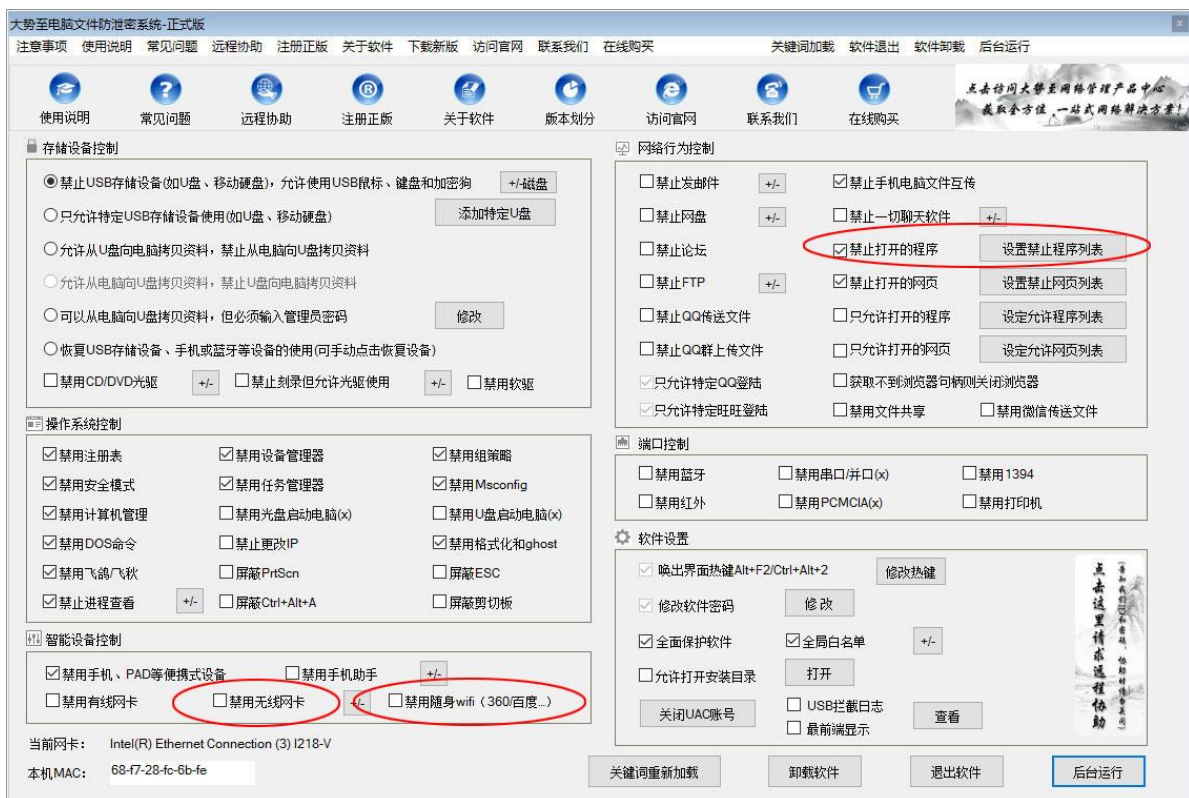 大势至电脑文件防泄密系统-正式版
x
注意事项 使用说明 常见问题 远程协助 注册正版 关于软件 下载新版 访问官网 联系我们 在线购买 关键词加载 软件退出 软件卸载 后台运行
使用说明 常见问题 远程协助 注册正版 关于软件 版本划分 访问官网 联系我们 在线购买
点击访问大势至网络管理产品中心
获取全方位、一站式网络解决方案!
存储设备控制
禁止USB存储设备(如U盘、移动硬盘)，允许使用USB鼠标、键盘和加密狗 +/-磁盘
只允许特定USB存储设备使用(如U盘、移动硬盘) 添加特定U盘
允许从U盘向电脑拷贝资料，禁止从电脑向U盘拷贝资料
允许从电脑向U盘拷贝资料，禁止U盘向电脑拷贝资料
可以从电脑向U盘拷贝资料，但必须输入管理员密码 修改
恢复USB存储设备、手机或蓝牙等设备的使用(可手动点击恢复设备)
禁用CD/DVD光驱 +/- 禁止刻录但允许光驱使用 +/- 禁用软驱
操作系统控制
禁用注册表 禁用设备管理器 禁用组策略
禁用安全模式 禁用任务管理器 禁用Msconfig
禁用计算机管理 禁用光盘启动电脑(x) 禁用U盘启动电脑(x)
禁用DOS命令 禁止更改IP 禁用格式化和ghost
禁用飞鸽/飞秋 屏蔽PrtScn 屏蔽ESC
禁止进程查看 +/- 屏蔽Ctrl+Alt+A 屏蔽剪切板
智能设备控制
禁用手机、PAD等便携式设备 禁用手机助手 +/-
禁用有线网卡 禁用无线网卡 +/- 禁用随身wifi（360/百度...）
当前网卡： Intel(R) Ethernet Connection (3) I218-V
本机MAC： 68-f7-28-fc-6b-fe
网络行为控制
禁止发邮件 +/- 禁止手机电脑文件互传
禁止网盘 +/- 禁止一切聊天软件 +/-
禁止论坛 禁止打开的程序 设置禁止程序列表
禁止FTP +/- 禁止打开的网页 设置禁止网页列表
禁止QQ传送文件 只允许打开的程序 设定允许程序列表
禁止QQ群上传文件 只允许打开的网页 设定允许网页列表
只允许特定QQ登陆 获取不到浏览器句柄则关闭浏览器
只允许特定旺旺登陆 禁用文件共享 禁用微信传送文件
端口控制
禁用蓝牙 禁用串口/并口(x) 禁用1394
禁用红外 禁用PCMCIA(x) 禁用打印机
软件设置
唤出界面热键Alt+F2/Ctrl+Alt+2 修改热键
修改软件密码 修改
全面保护软件 全局白名单 +/-
允许打开安装目录 打开
关闭UAC账号 USB拦截日志 查看
最前端显示
点击这里请求远程协助
关键词重新加载 卸载软件 退出软件 后台运行